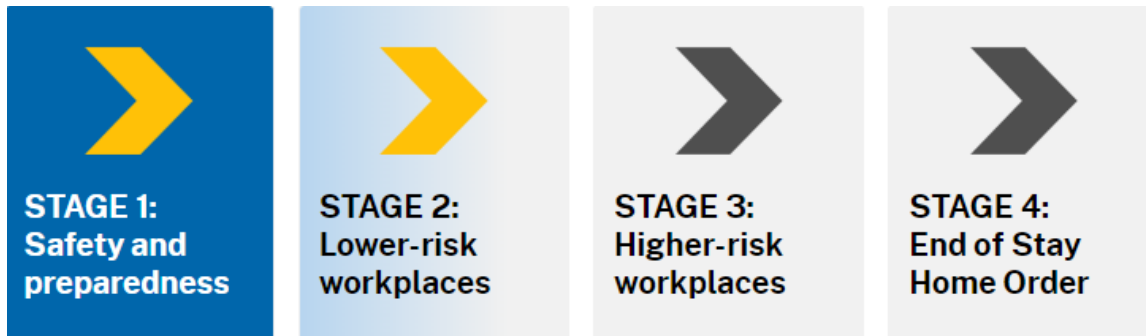 STAGE 1:
Safety and
preparedness
STAGE 2:
Lower-risk
workplaces
STAGE 3:
Higher-risk
workplaces
STAGE 4:
End of Stay
Home Order